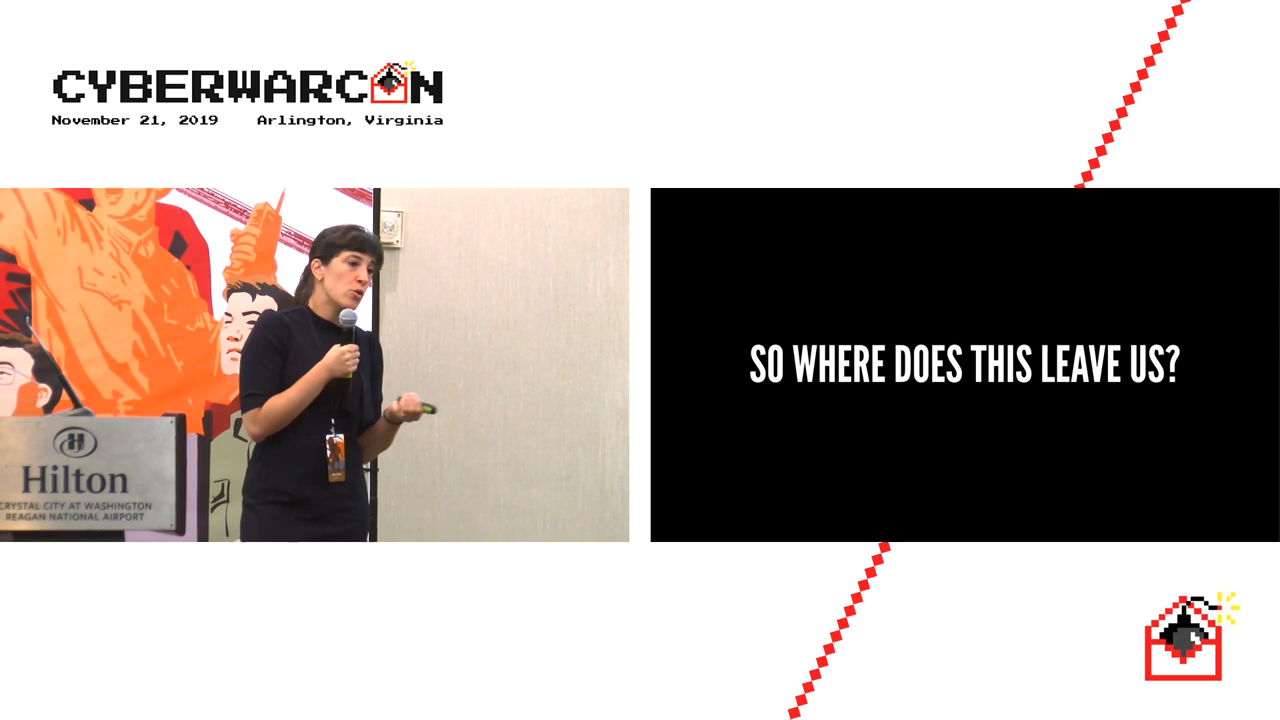 CYBERWARCON
November 21, 2019 Arlington, Virginia
SO WHERE DOES THIS LEAVE US?
Hilton
CRYSTAL CITY AT WASHINGTON
REAGAN NATIONAL AIRPORT